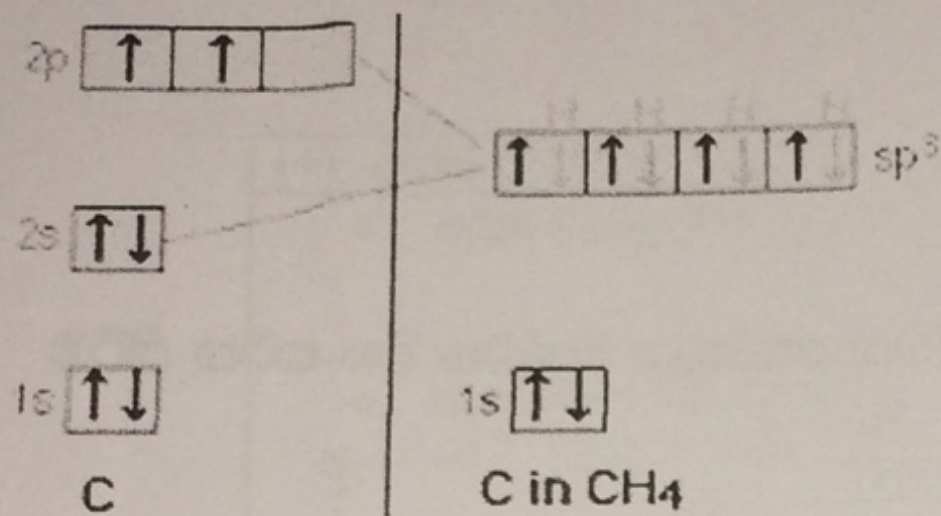 2p ↑ ↑
H H H H
↑↓ ↑↓ ↑↓ ↑↓ sp³
2s ↑↓
1s ↑↓
1s ↑↓
C
C in CH₄